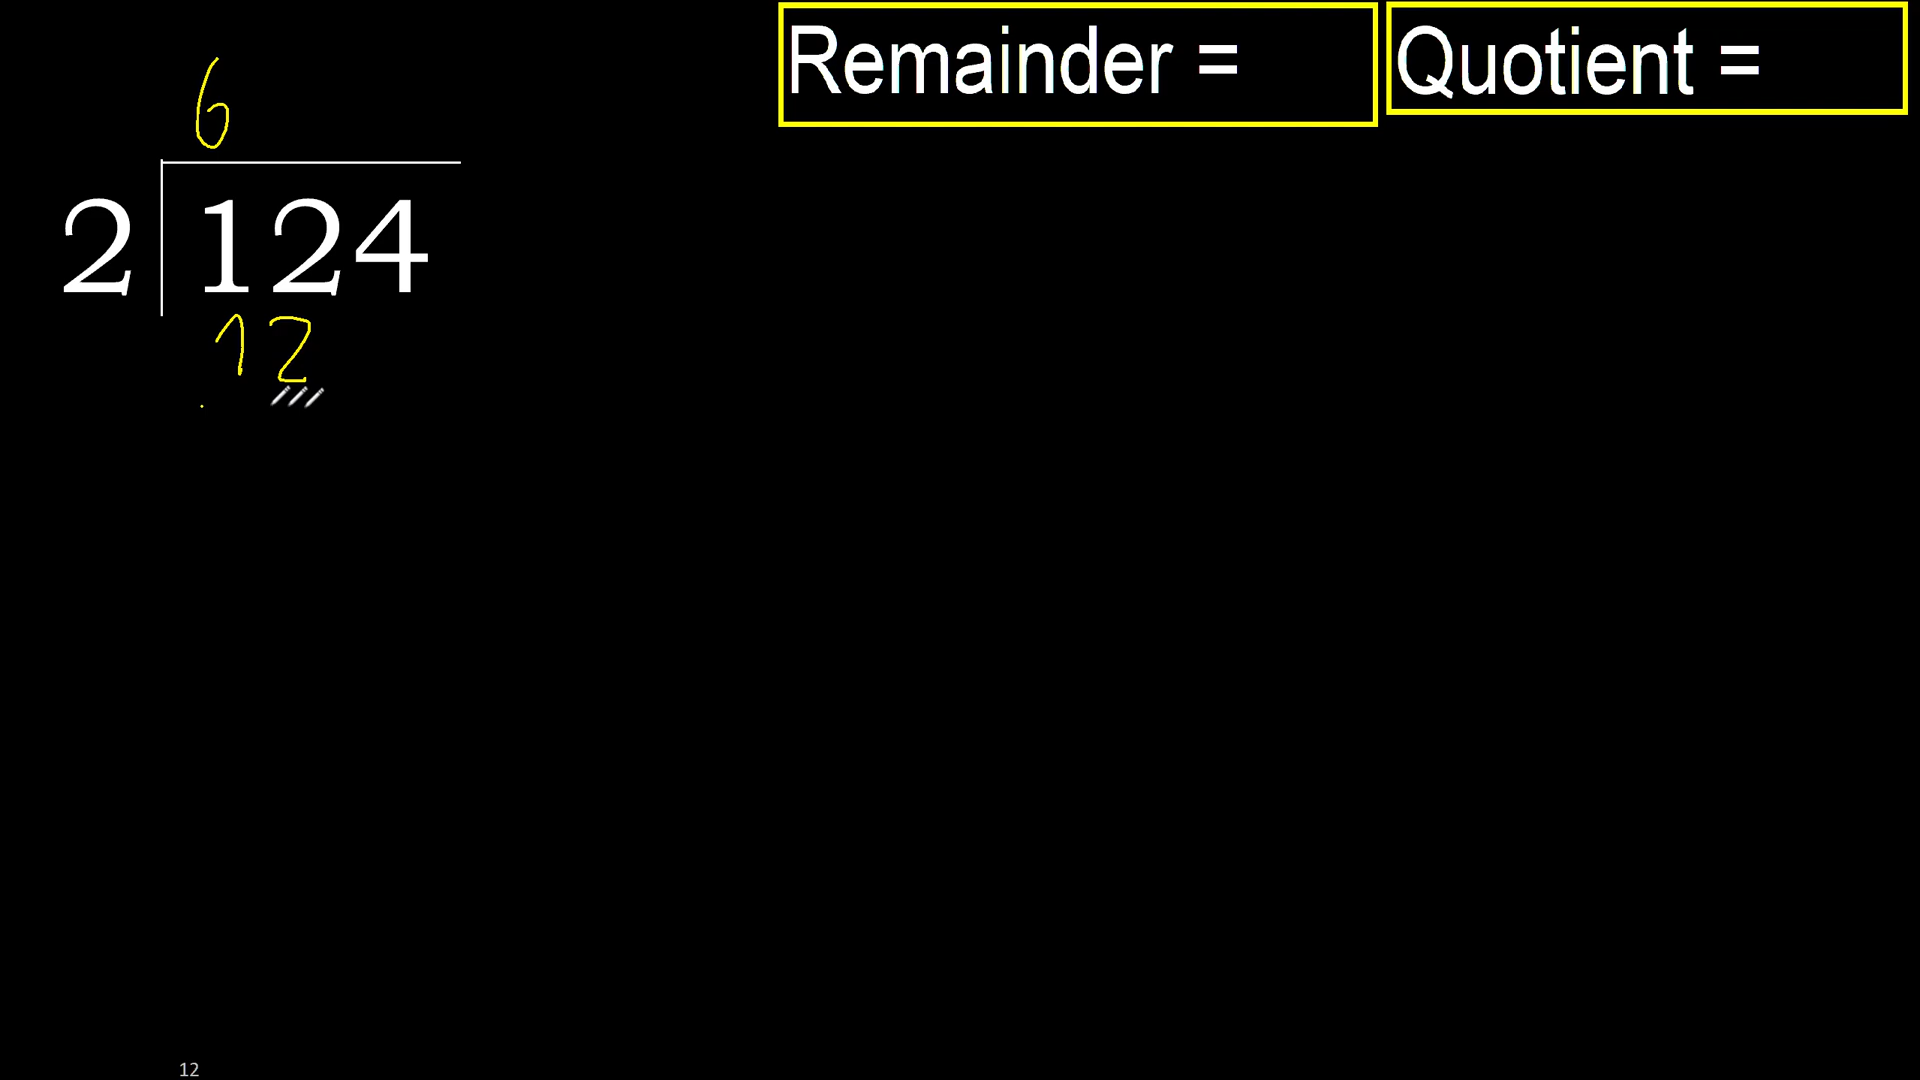 Remainder =
Quotient =
6
2 124
12
12